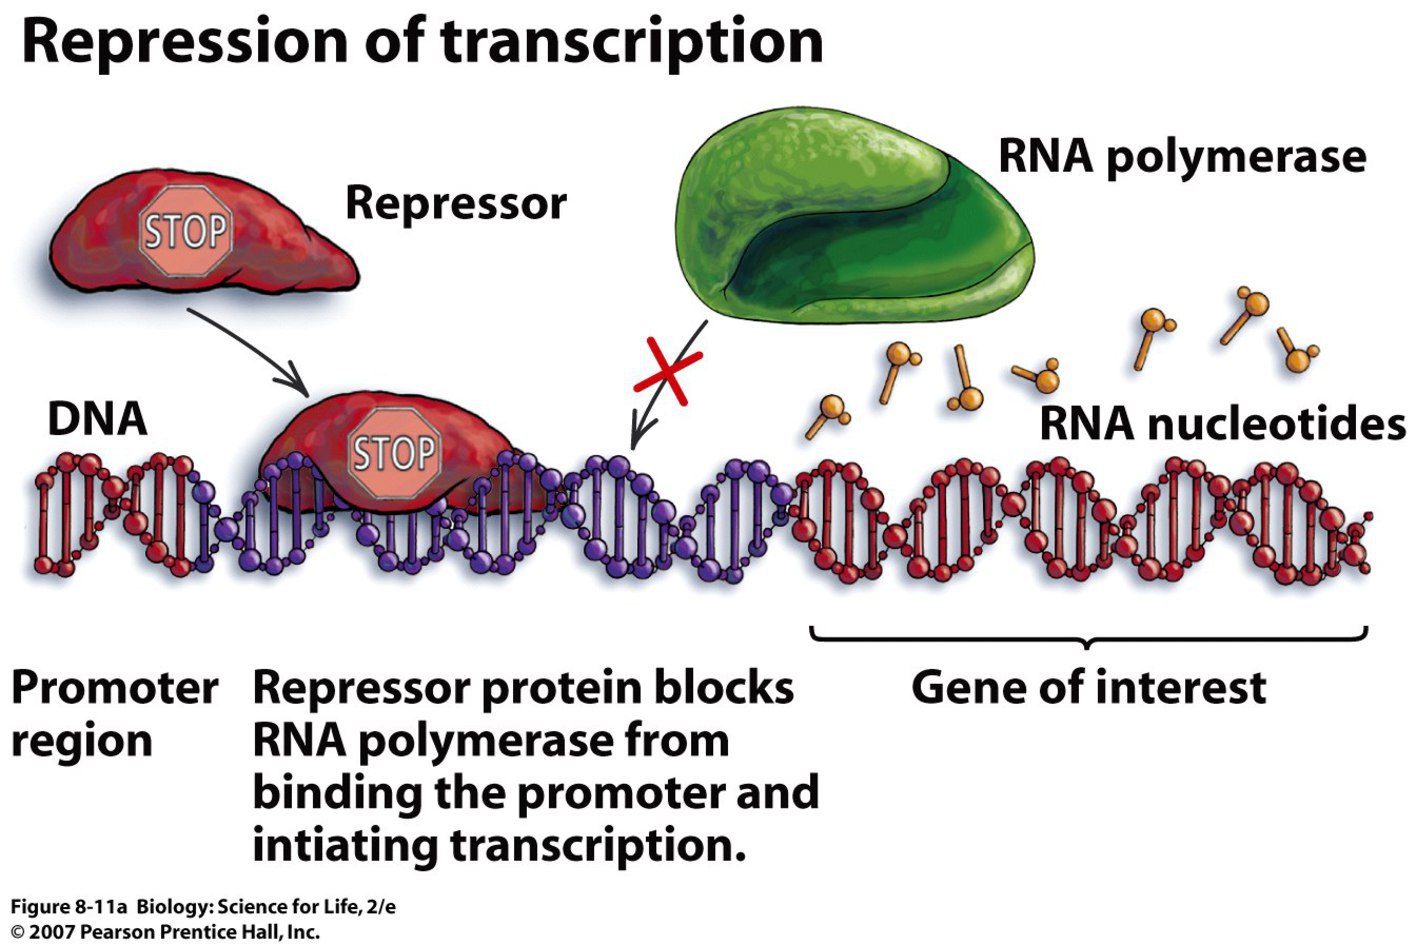 Repression of transcription
RNA polymerase
Repressor
STOP
DNA
STOP
RNA nucleotides
Promoter
region
Repressor protein blocks
RNA polymerase from
binding the promoter and
intiating transcription.
Gene of interest
Figure 8-11a Biology: Science for Life, 2/e
© 2007 Pearson Prentice Hall, Inc.